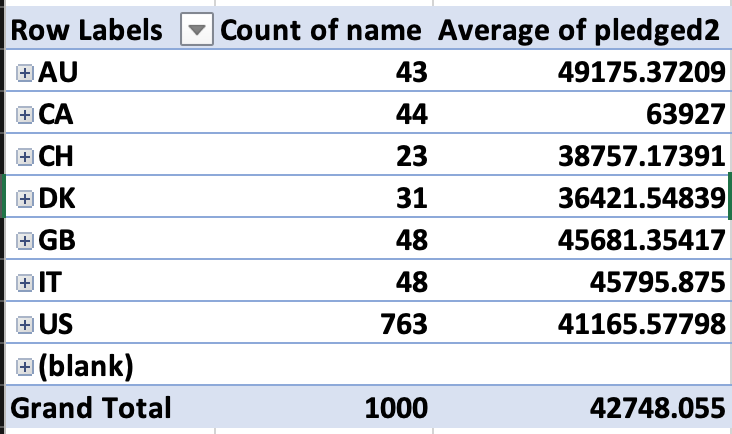 Row Labels Count of name Average of pledged2
AU 43 49175.37209
CA 44 63927
CH 23 38757.17391
DK 31 36421.54839
GB 48 45681.35417
IT 48 45795.875
US 763 41165.57798
(blank)
Grand Total 1000 42748.055